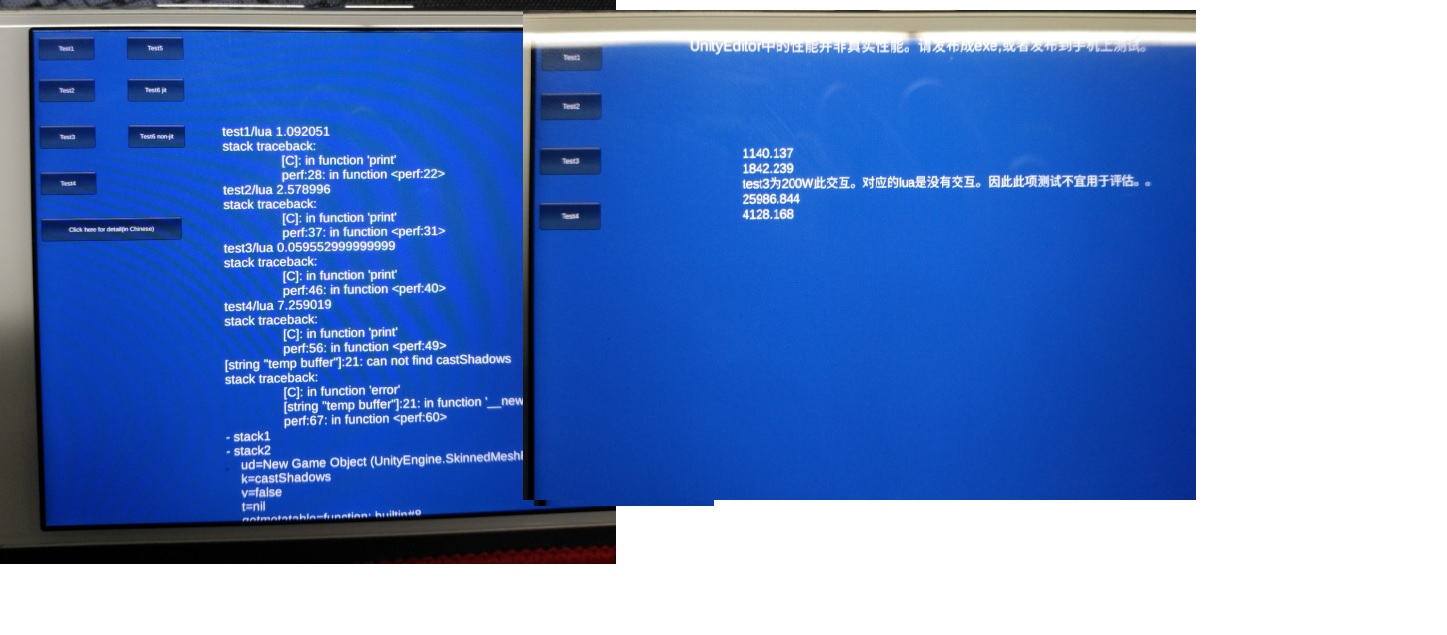 Test1
Test5
Test2
Test6 jit
Test3
Test6 non-jit
Test4
Click here for detail(in Chinese)
test1/lua 1.092051
stack traceback:
[C]: in function 'print'
perf:28: in function <perf:22>
test2/lua 2.578996
stack traceback:
[C]: in function 'print'
perf:37: in function <perf:31>
test3/lua 0.059552999999999
stack traceback:
[C]: in function 'print'
perf:46: in function <perf:40>
test4/lua 7.259019
stack traceback:
[C]: in function 'print'
perf:56: in function <perf:49>
[string "temp buffer"]:21: can not find castShadows
stack traceback:
[C]: in function 'error'
[string "temp buffer"]:21: in function '__new
perf:67: in function <perf:60>
- stack1
- stack2
ud=New Game Object (UnityEngine.SkinnedMesh
k=castShadows
v=false
t=nil
getmetatable=function: builtin#9
UnityEditor中的性能并非真实性能。请发布成exe,或者发布到手机上测试。
Test1
Test2
Test3
Test4
1140.137
1842.239
test3为200W此交互。对应的lua是没有交互。因此此项测试不宜用于评估。。
25986.844
4128.168